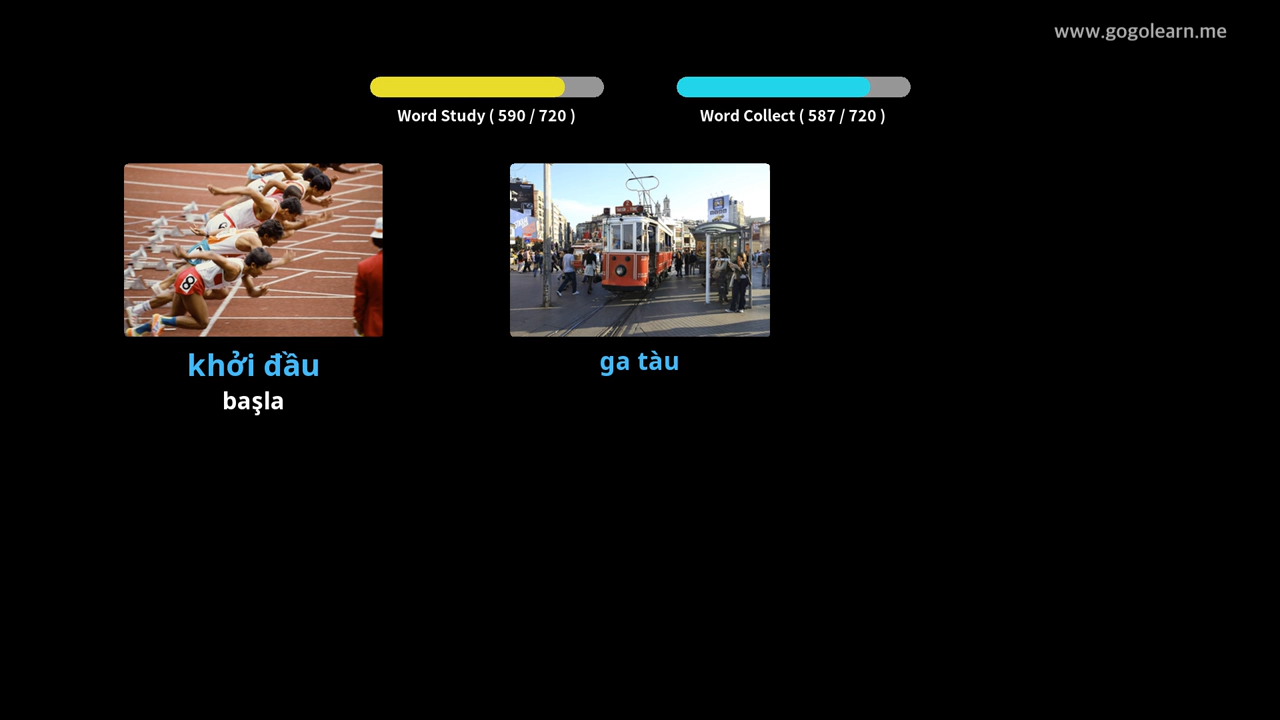 www.gogolearn.me
Word Study ( 590 / 720 )
Word Collect ( 587 / 720 )
khởi đầu
başla
ga tàu